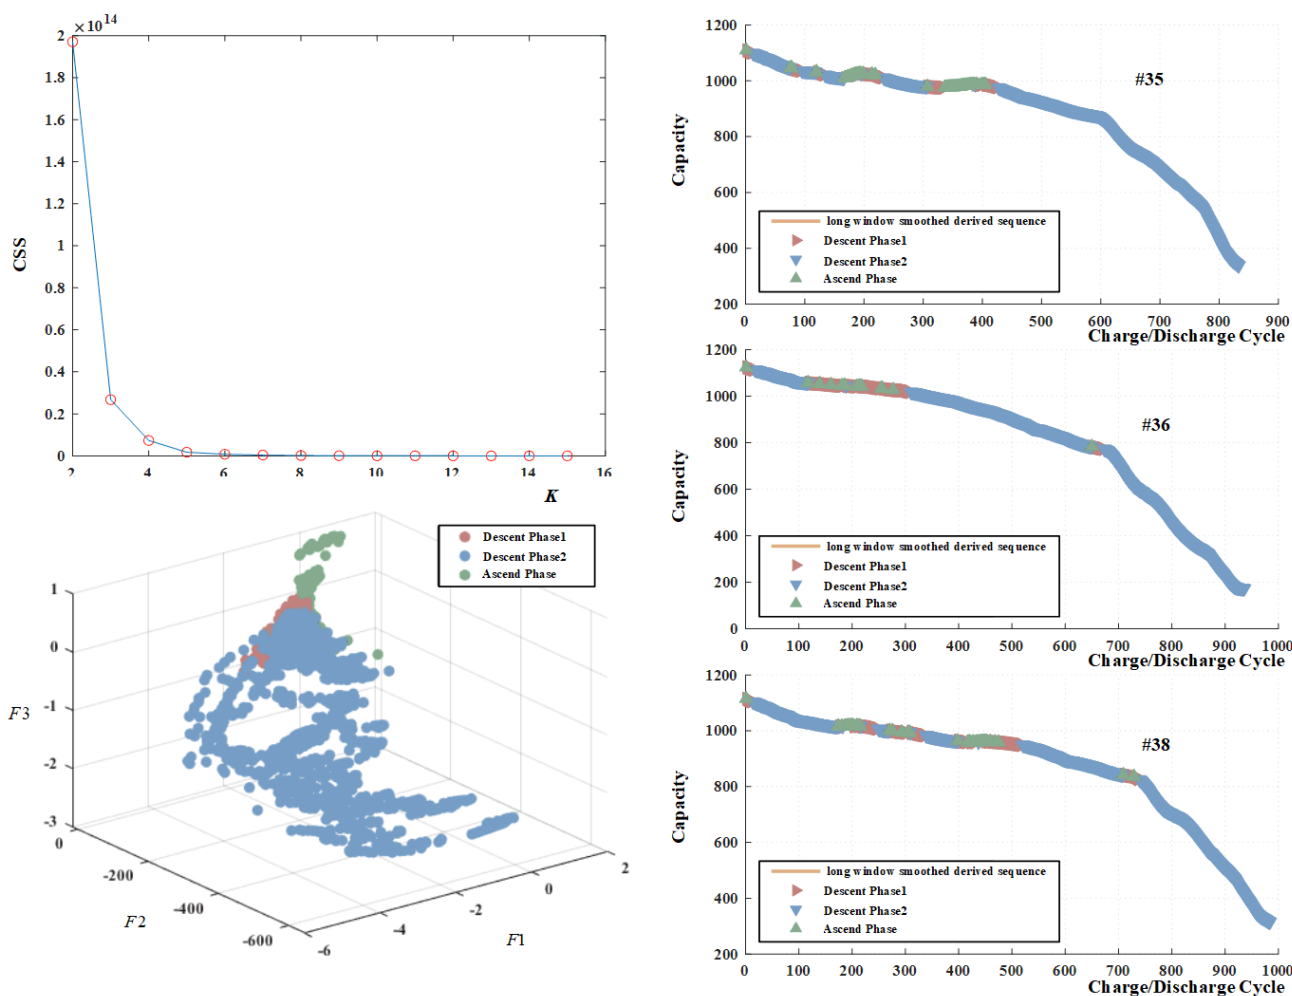 ×10^14
2
1.8
1.6
1.4
1.2
1
0.8
0.6
0.4
0.2
0
CSS
2 4 6 8 10 12 14 16
K
Descent Phase1
Descent Phase2
Ascend Phase
1
0
-1
-2
-3
F3
0
-200
-400
-600
F2
-6
-4
-2
0
2
F1
1200
1000
800
600
400
200
Capacity
#35
long window smoothed derived sequence
Descent Phase1
Descent Phase2
Ascend Phase
0 100 200 300 400 500 600 700 800 900
Charge/Discharge Cycle
1200
1000
800
600
400
200
0
Capacity
#36
long window smoothed derived sequence
Descent Phase1
Descent Phase2
Ascend Phase
0 100 200 300 400 500 600 700 800 900 1000
Charge/Discharge Cycle
1200
1000
800
600
400
200
Capacity
#38
long window smoothed derived sequence
Descent Phase1
Descent Phase2
Ascend Phase
0 100 200 300 400 500 600 700 800 900 1000
Charge/Discharge Cycle